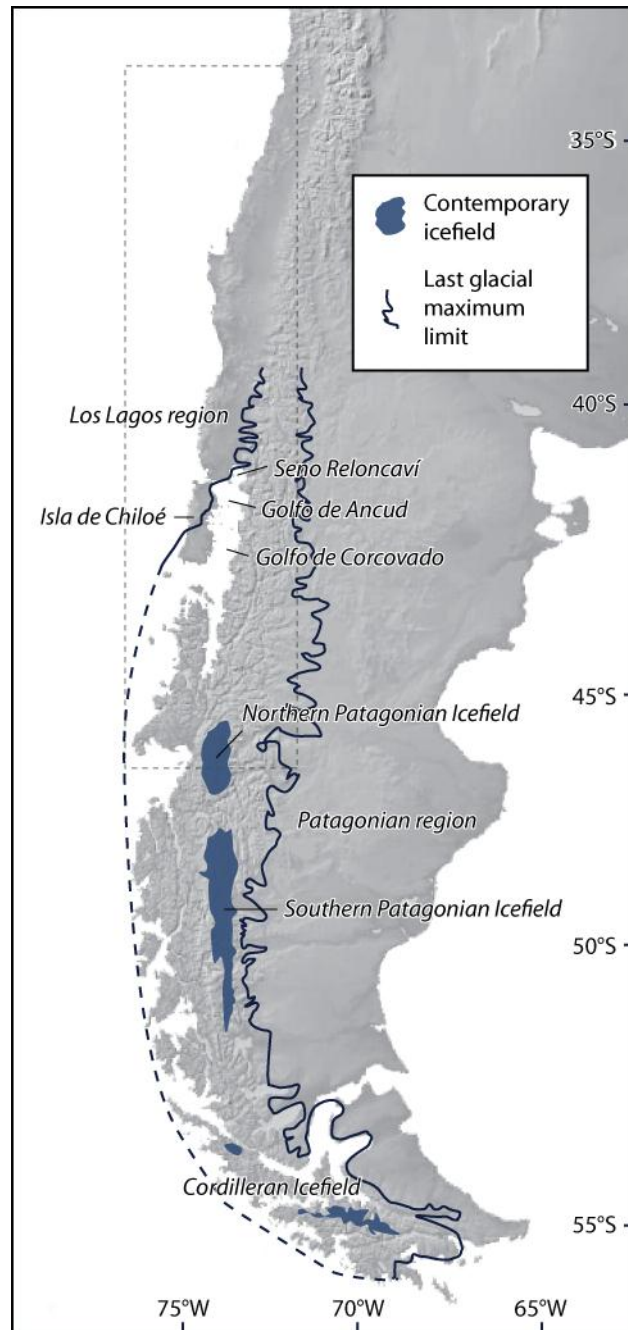 35°S
Contemporary
icefield
Last glacial
maximum
limit
40°S
Los Lagos region
Seno Reloncaví
Isla de Chiloé
Golfo de Ancud
Golfo de Corcovado
45°S
Northern Patagonian Icefield
Patagonian region
Southern Patagonian Icefield
50°S
Cordilleran Icefield
55°S
75°W
70°W
65°W